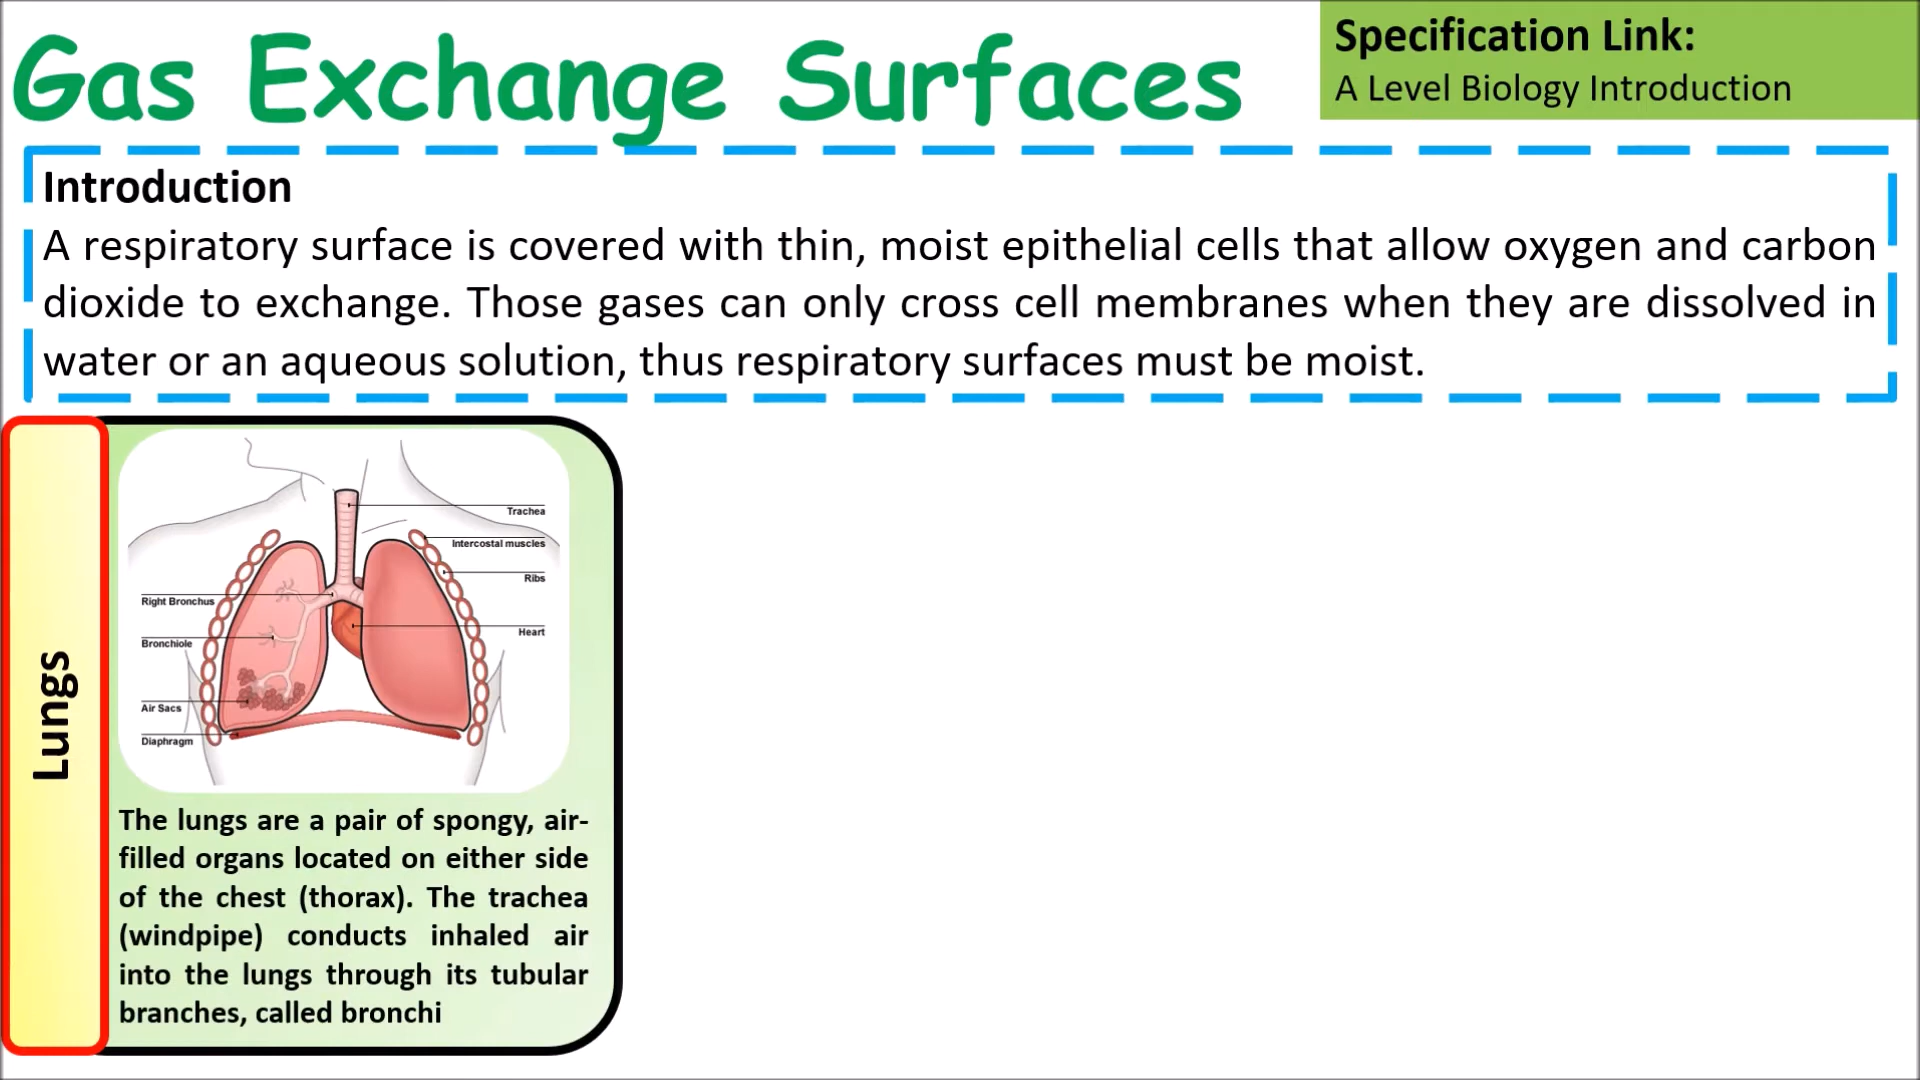 Gas Exchange Surfaces
Specification Link:
A Level Biology Introduction
Introduction
A respiratory surface is covered with thin, moist epithelial cells that allow oxygen and carbon
dioxide to exchange. Those gases can only cross cell membranes when they are dissolved in
water or an aqueous solution, thus respiratory surfaces must be moist.
Lungs
Trachea
Intercostal muscles
Ribs
Right Bronchus
Heart
Bronchiole
Air Sacs
Diaphragm
The lungs are a pair of spongy, air-
filled organs located on either side
of the chest (thorax). The trachea
(windpipe) conducts inhaled air
into the lungs through its tubular
branches, called bronchi